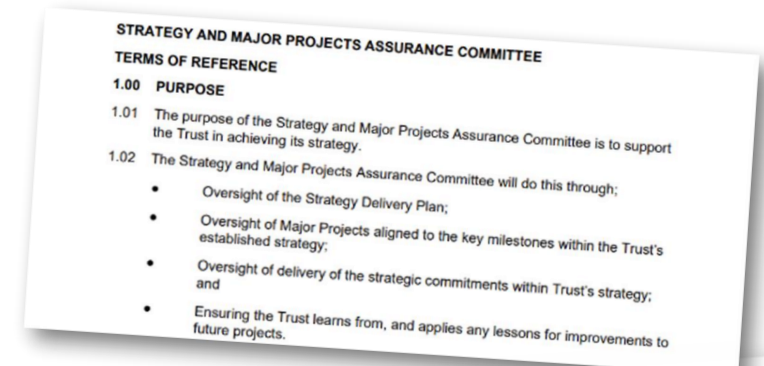 STRATEGY AND MAJOR PROJECTS ASSURANCE COMMITTEE
TERMS OF REFERENCE
1.00 PURPOSE
1.01 The purpose of the Strategy and Major Projects Assurance Committee is to support
the Trust in achieving its strategy.
1.02 The Strategy and Major Projects Assurance Committee will do this through;
• Oversight of the Strategy Delivery Plan;
• Oversight of Major Projects aligned to the key milestones within the Trust's
established strategy;
• Oversight of delivery of the strategic commitments within Trust's strategy;
and
• Ensuring the Trust learns from, and applies any lessons for improvements to
future projects.